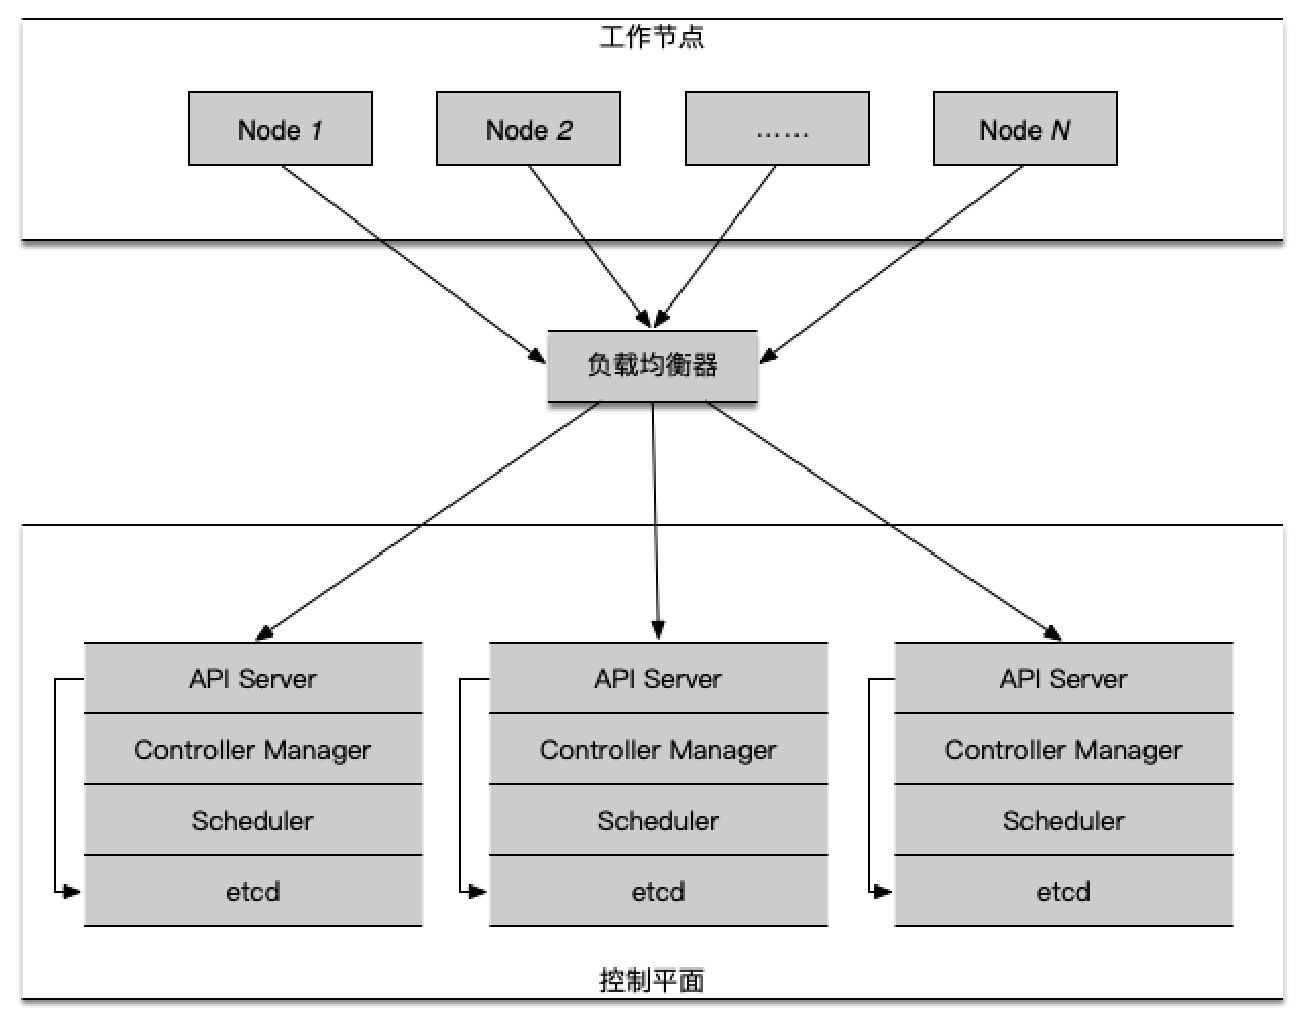 工作节点
Node 1
Node 2
……
Node N
负载均衡器
API Server
Controller Manager
Scheduler
etcd
API Server
Controller Manager
Scheduler
etcd
API Server
Controller Manager
Scheduler
etcd
控制平面